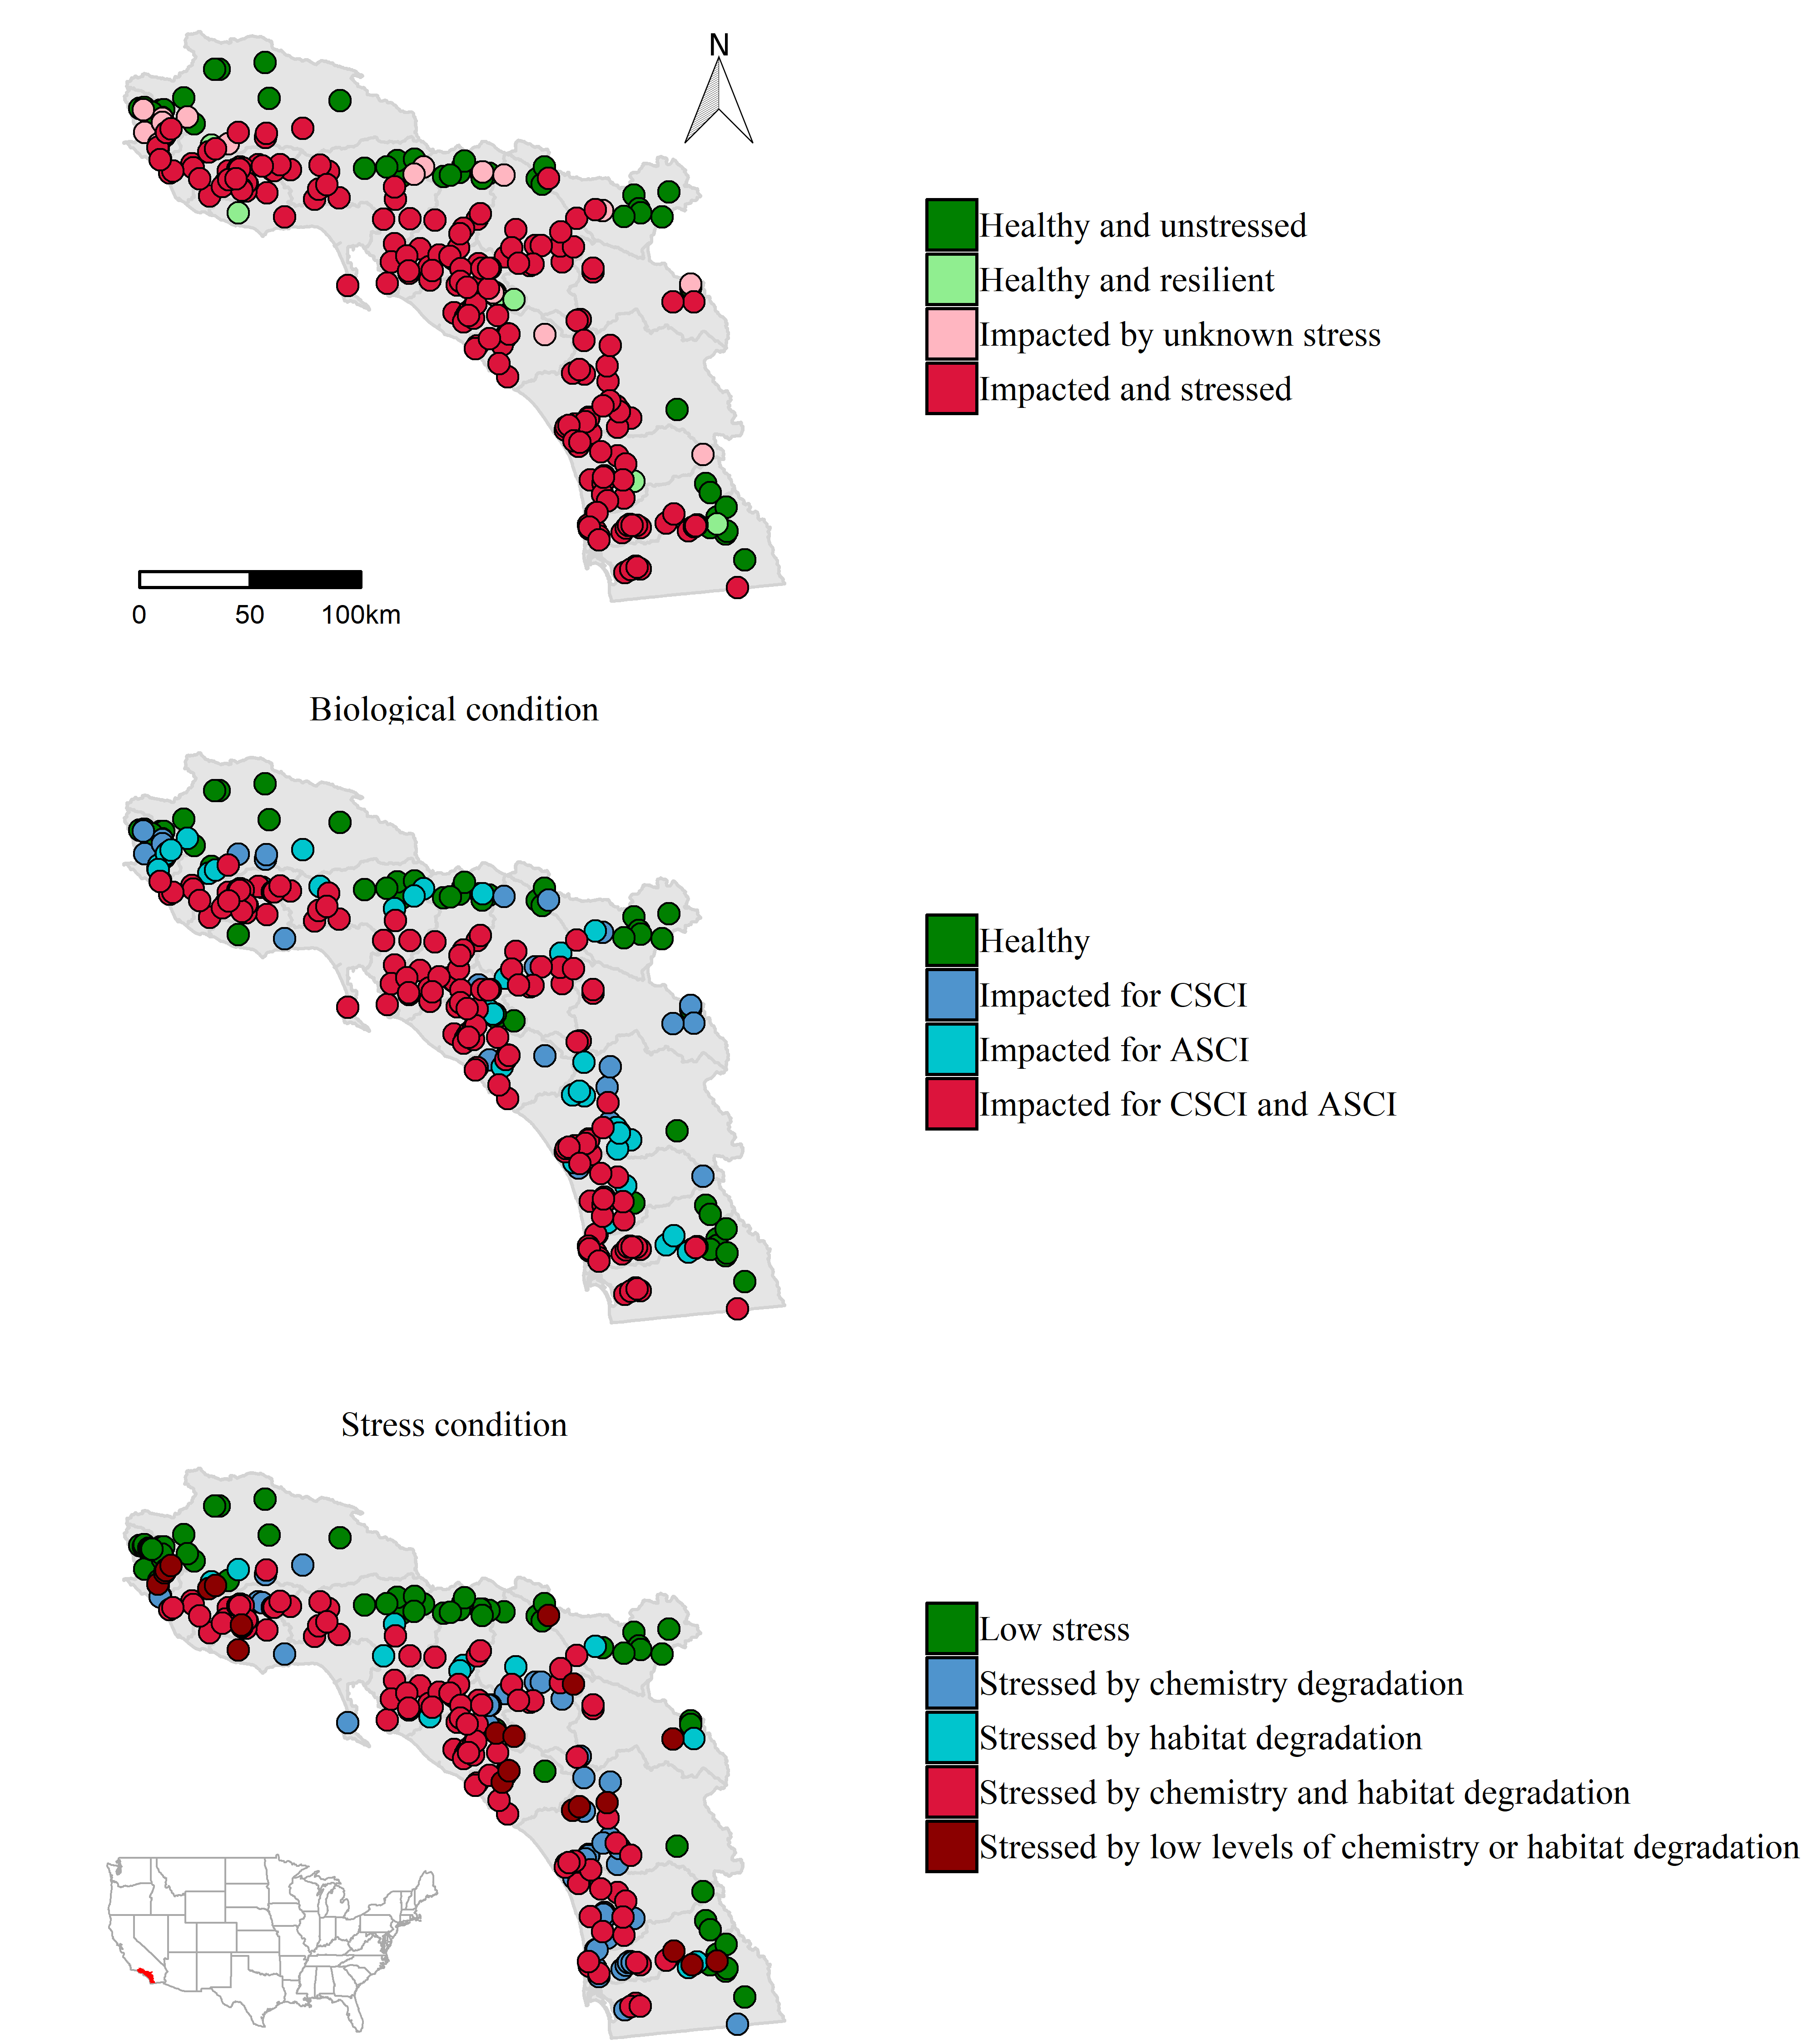 N
Healthy and unstressed
Healthy and resilient
Impacted by unknown stress
Impacted and stressed
0 50 100km
Biological condition
Healthy
Impacted for CSCI
Impacted for ASCI
Impacted for CSCI and ASCI
Stress condition
Low stress
Stressed by chemistry degradation
Stressed by habitat degradation
Stressed by chemistry and habitat degradation
Stressed by low levels of chemistry or habitat degradation